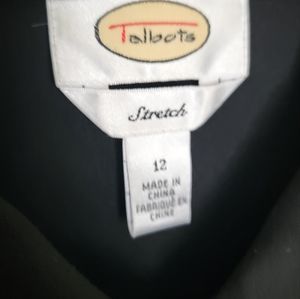 Talbots
Stretch
12
MADE IN
CHINA
FABRIQUÉ EN
CHINE